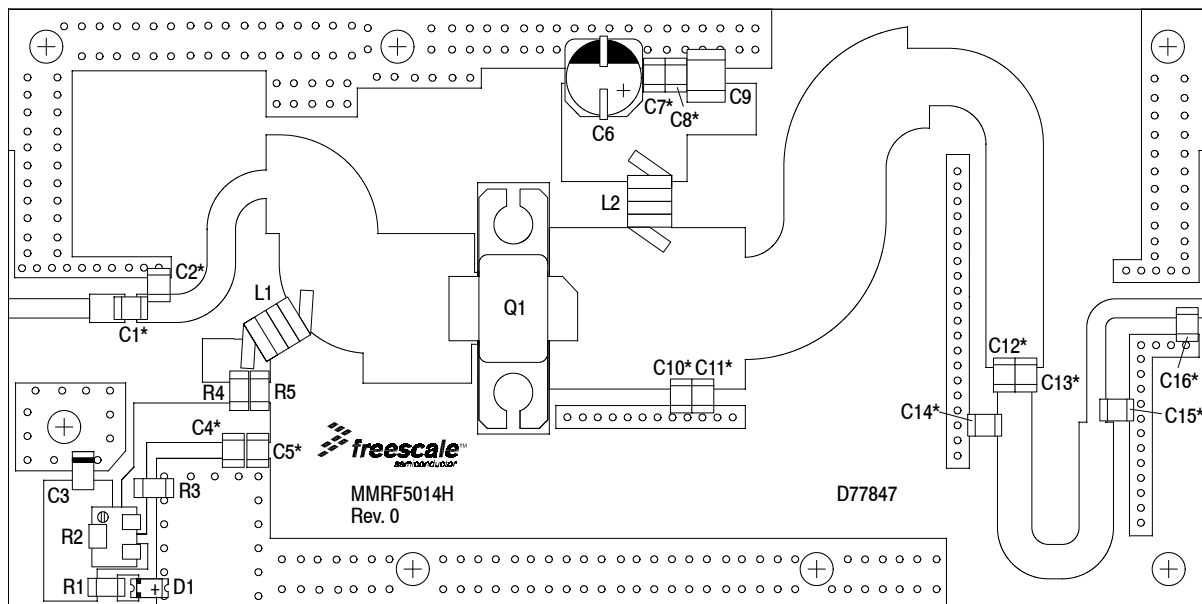 C6
C7*
C8*
C9
L2
C2*
C1*
L1
Q1
R4
R5
C4*
C5*
C10*
C11*
C12*
C13*
C14*
C15*
C16*
C3
R3
R2
R1
D1
freescale™
semiconductor
MMRF5014H
Rev. 0
D77847